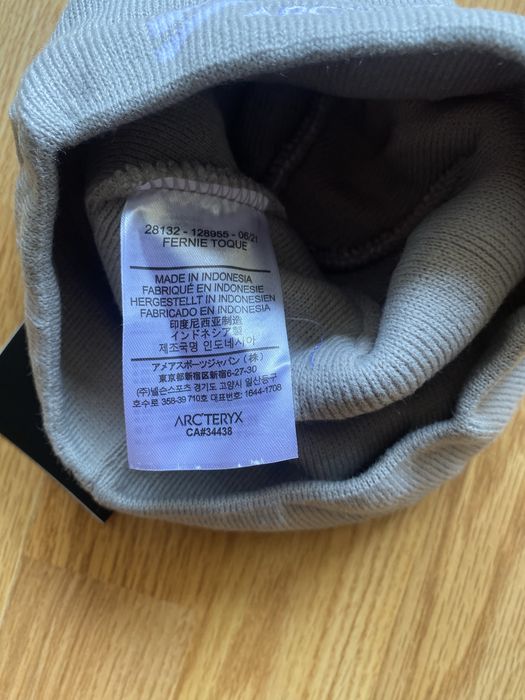 28132 - 128955 - 06/21
FERNIE TOQUE
MADE IN INDONESIA
FABRIQUÉ EN INDONÉSIE
HERGESTELLT IN INDONESIEN
FABRICADO EN INDONESIA
印度尼西亚制造
インドネシア製
제조국명 인도네시아
アメアスポーツジャパン(株)
東京都新宿区新宿6-27-30
(주)넬슨스포츠 경기도 고양시 일산동구
호수로 358-39 710호 대표번호: 1644-1708
ARC'TERYX
CA#34438